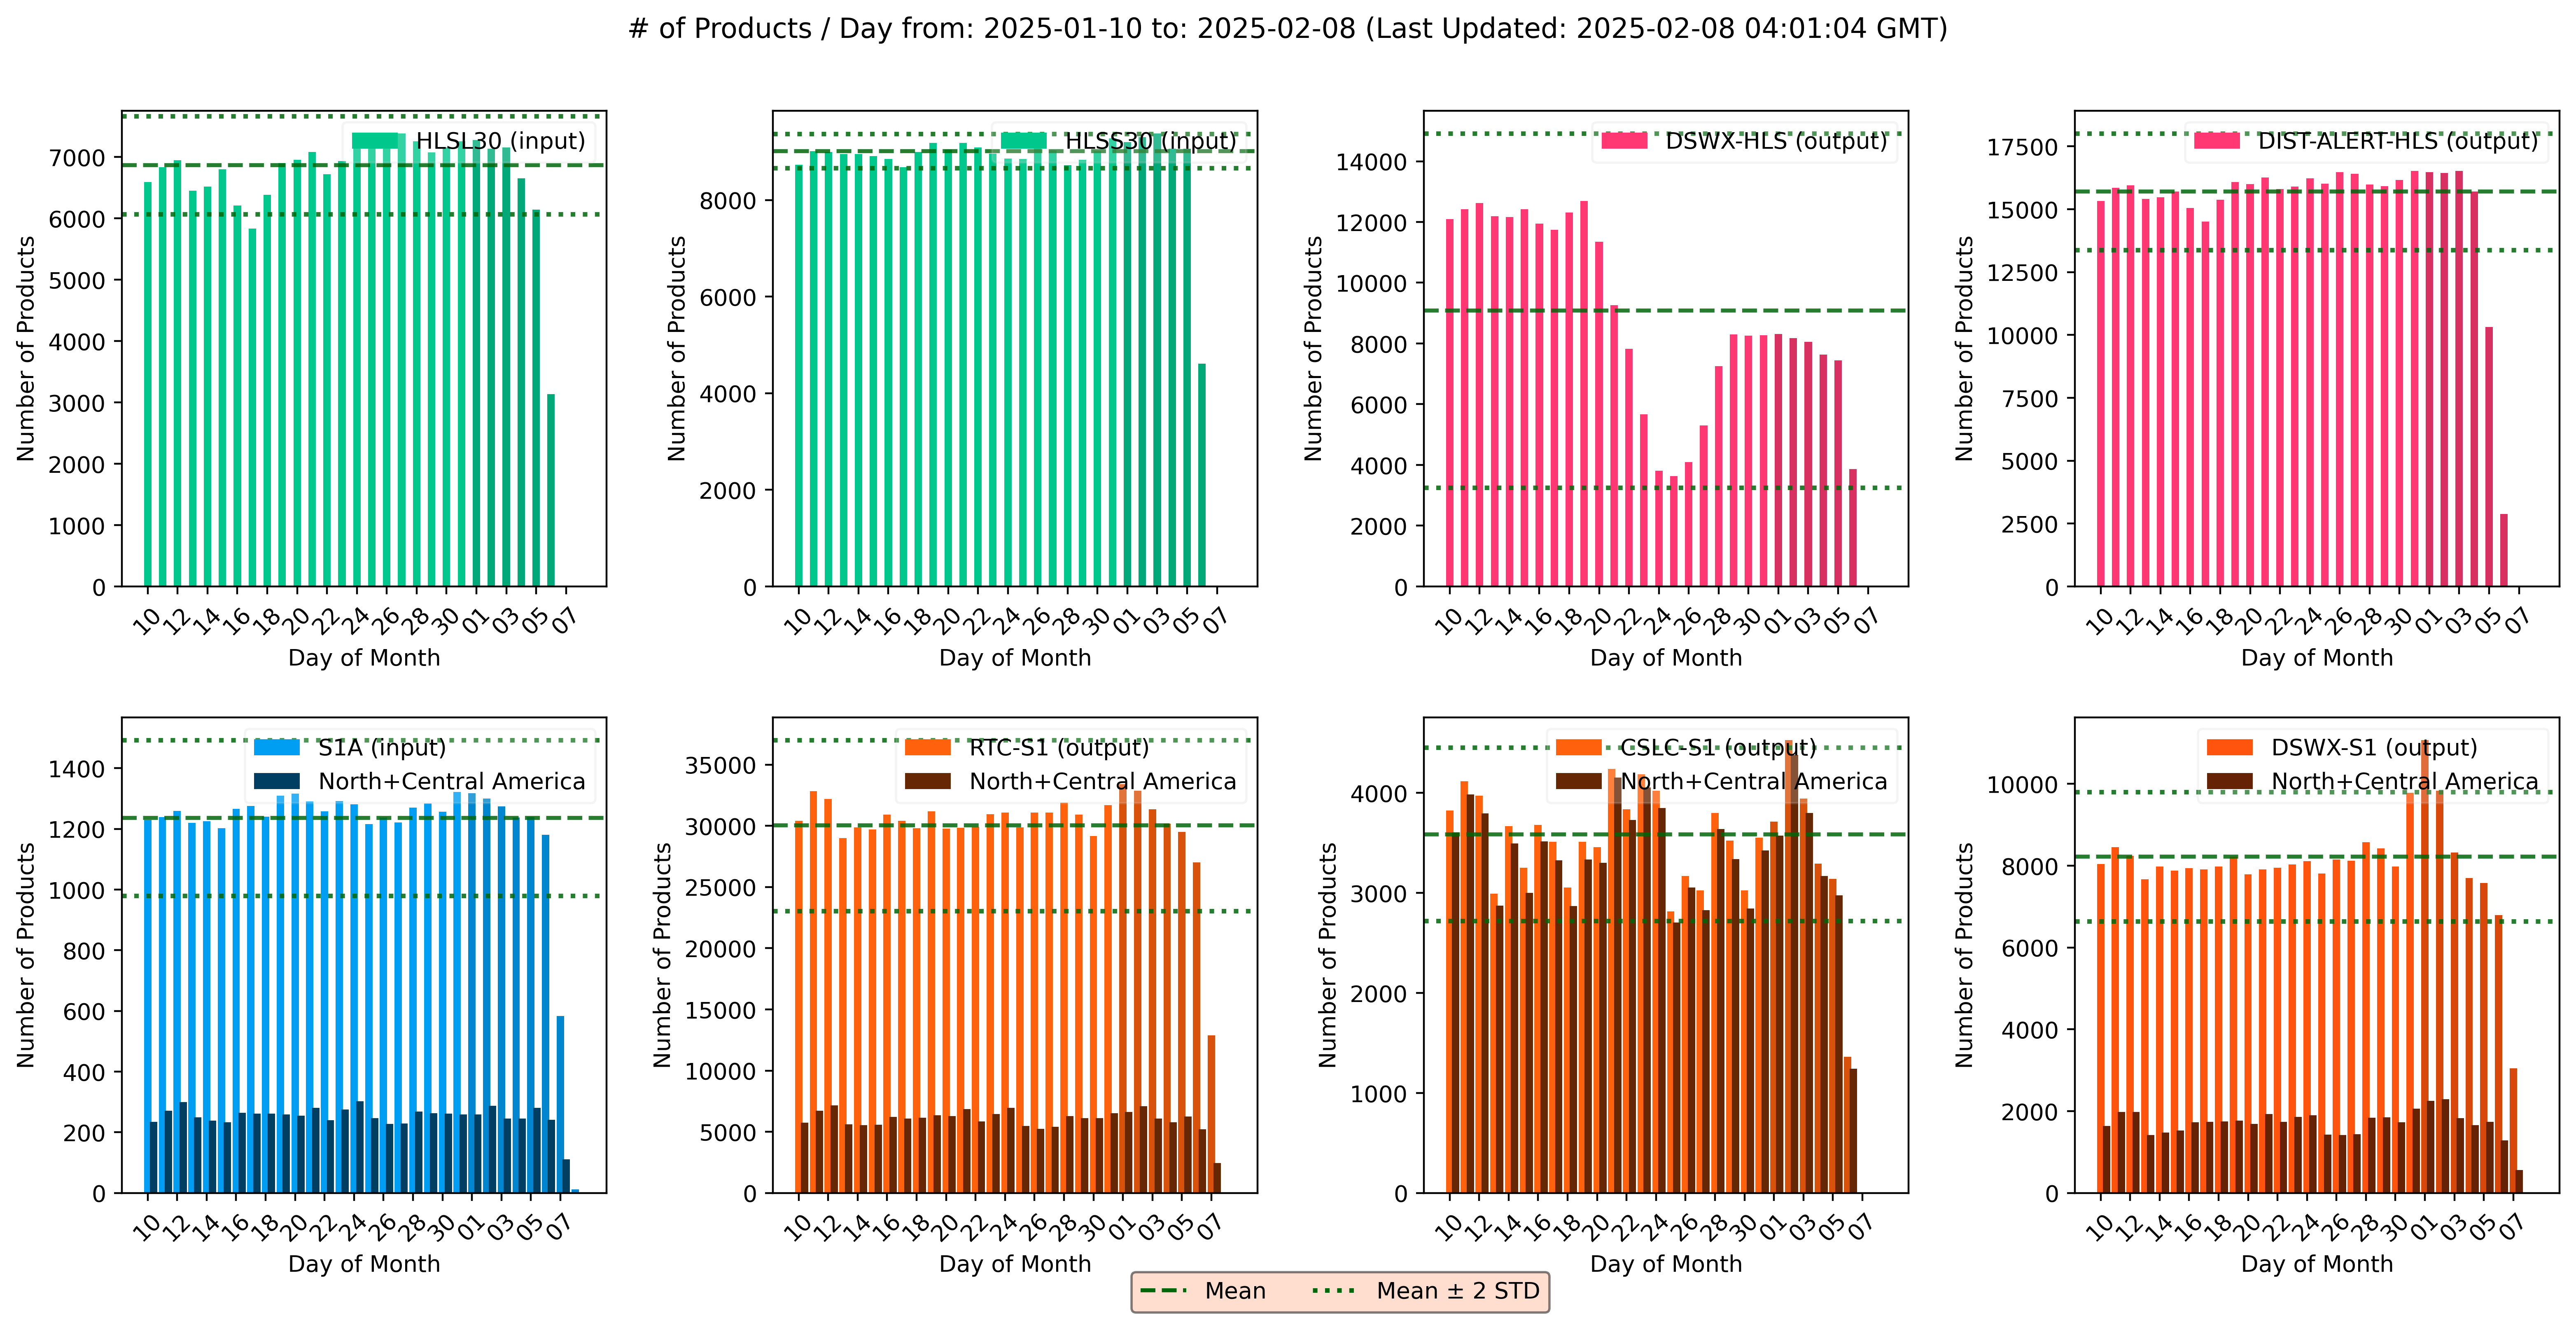 # of Products / Day from: 2025-01-10 to: 2025-02-08 (Last Updated: 2025-02-08 04:01:04 GMT)
HLSL30 (input)
Number of Products
7000
6000
5000
4000
3000
2000
1000
0
10 12 14 16 18 20 22 24 26 28 30 01 03 05 07
Day of Month
HLSS30 (input)
Number of Products
8000
6000
4000
2000
0
10 12 14 16 18 20 22 24 26 28 30 01 03 05 07
Day of Month
DSWX-HLS (output)
Number of Products
14000
12000
10000
8000
6000
4000
2000
0
10 12 14 16 18 20 22 24 26 28 30 01 03 05 07
Day of Month
DIST-ALERT-HLS (output)
Number of Products
17500
15000
12500
10000
7500
5000
2500
0
10 12 14 16 18 20 22 24 26 28 30 01 03 05 07
Day of Month
S1A (input)
North+Central America
Number of Products
1400
1200
1000
800
600
400
200
0
10 12 14 16 18 20 22 24 26 28 30 01 03 05 07
Day of Month
RTC-S1 (output)
North+Central America
Number of Products
35000
30000
25000
20000
15000
10000
5000
0
10 12 14 16 18 20 22 24 26 28 30 01 03 05 07
Day of Month
CSLC-S1 (output)
North+Central America
Number of Products
4000
3000
2000
1000
0
10 12 14 16 18 20 22 24 26 28 30 01 03 05 07
Day of Month
DSWX-S1 (output)
North+Central America
Number of Products
10000
8000
6000
4000
2000
0
10 12 14 16 18 20 22 24 26 28 30 01 03 05 07
Day of Month
Mean
Mean ± 2 STD